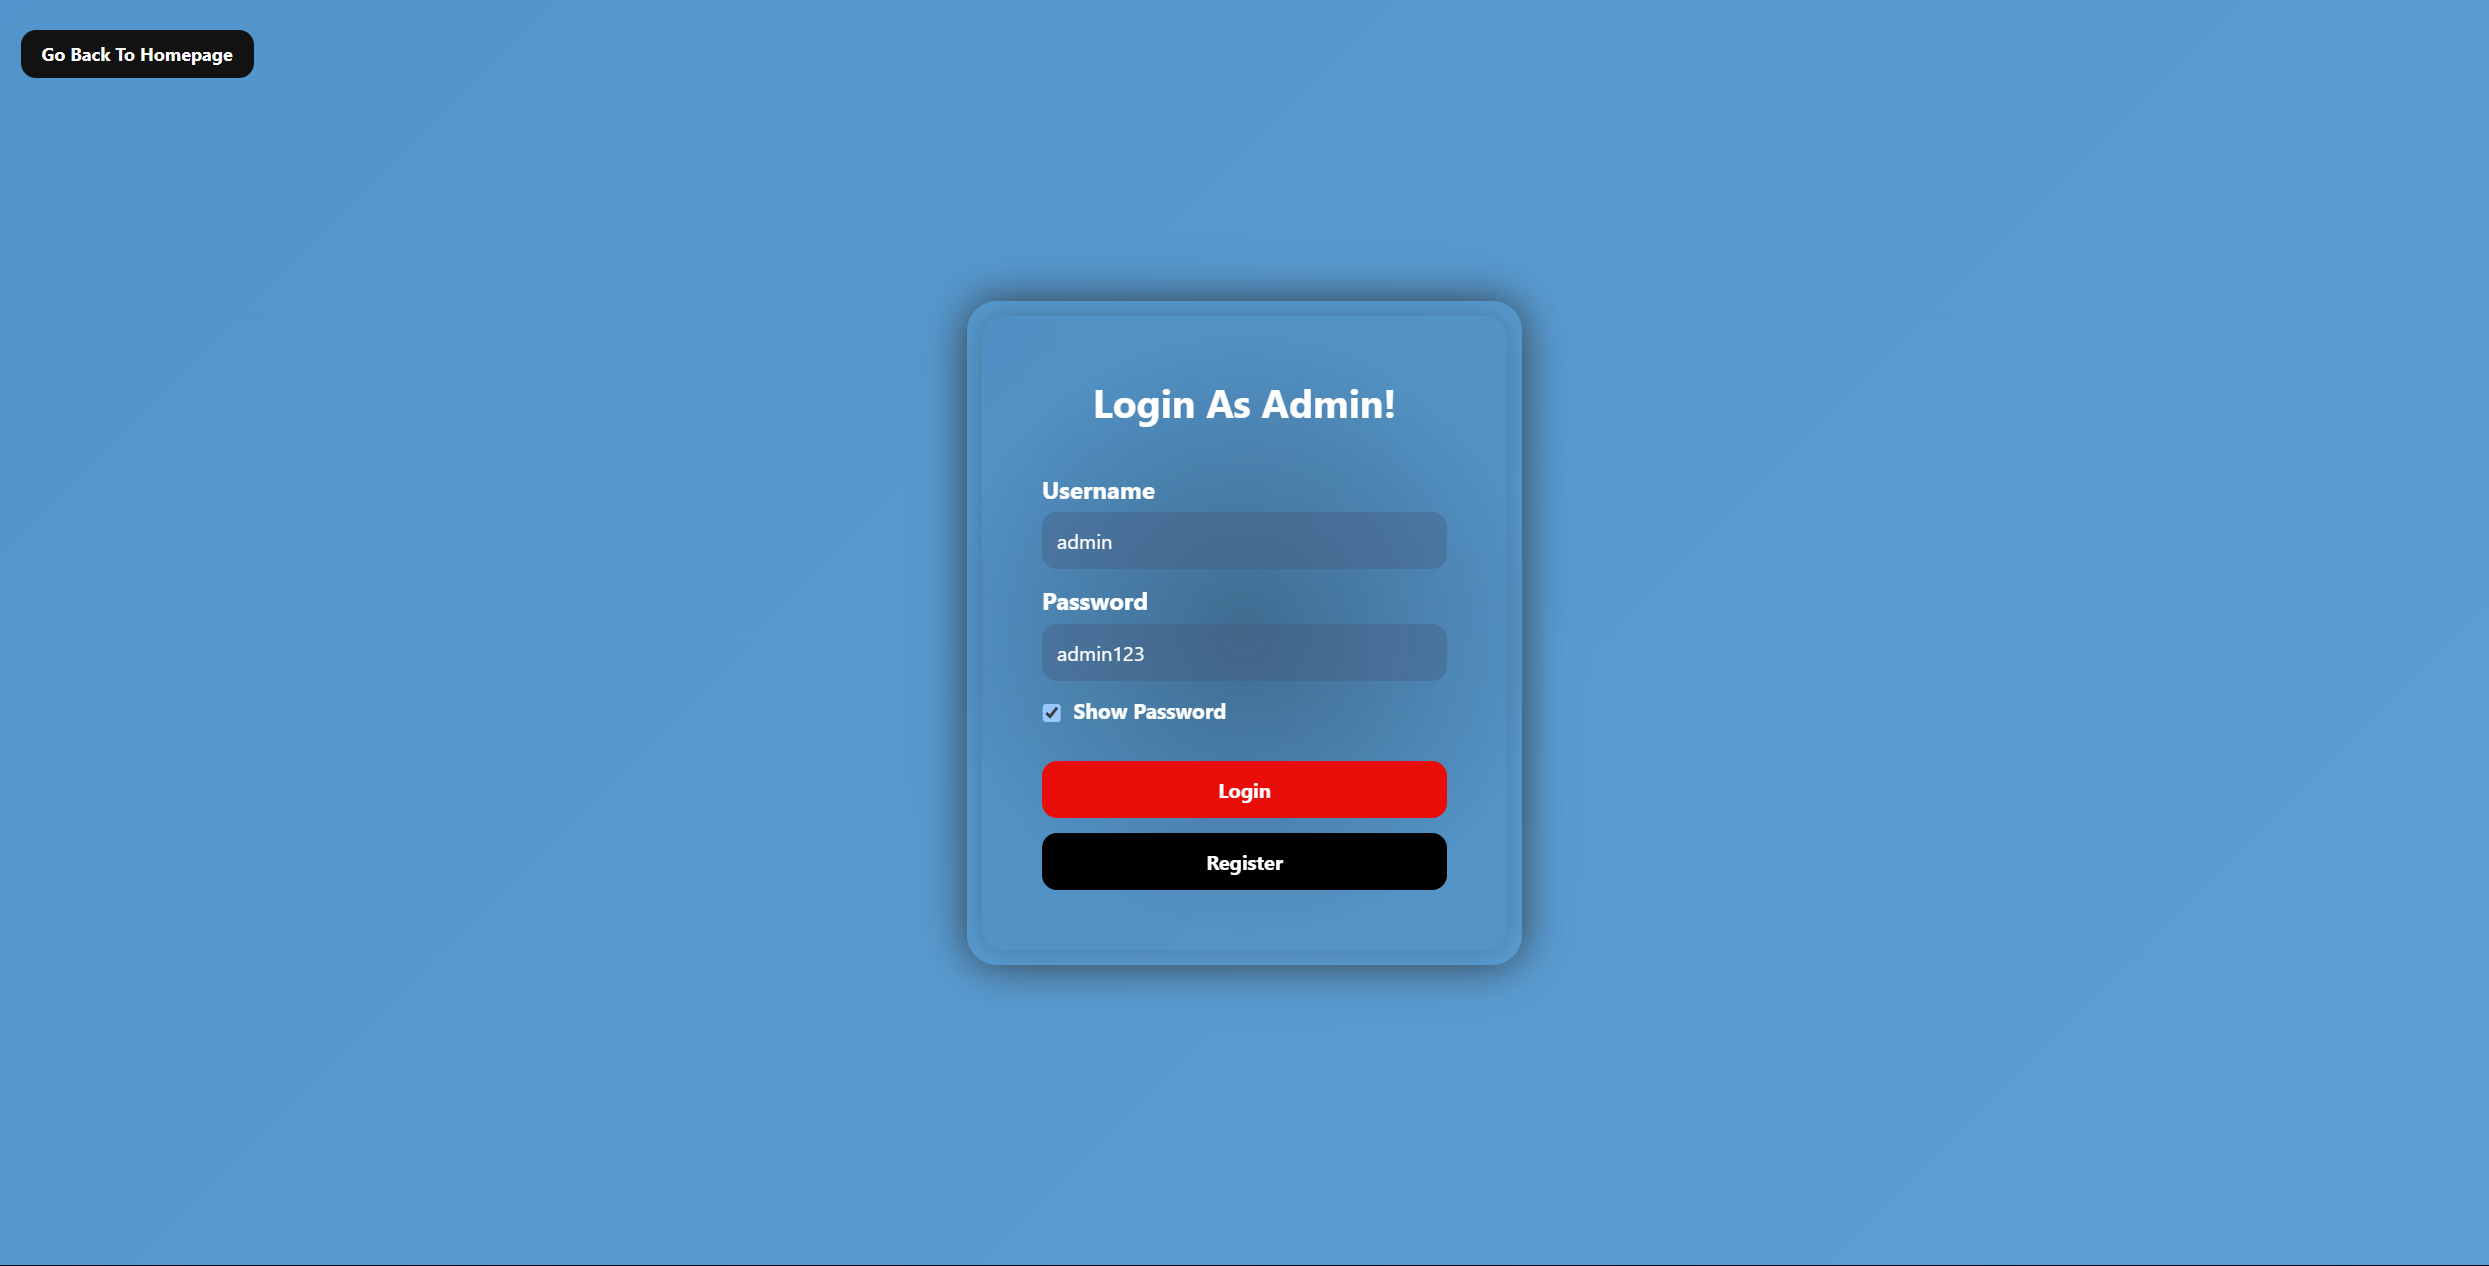 Go Back To Homepage
Login As Admin!
Username
admin
Password
admin123
Show Password
Login
Register